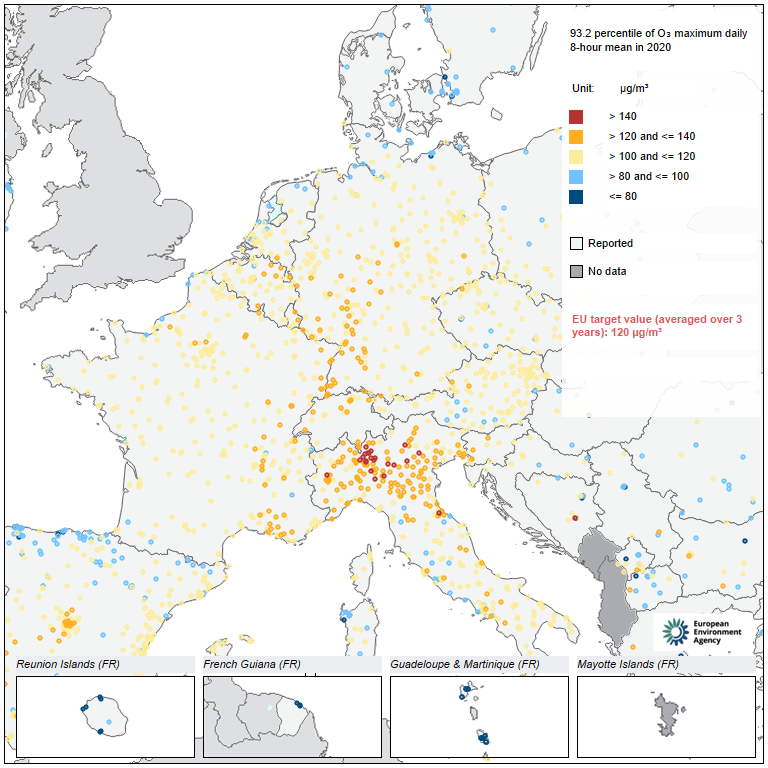 93.2 percentile of O₃ maximum daily
8-hour mean in 2020
Unit: µg/m³
> 140
> 120 and <= 140
> 100 and <= 120
> 80 and <= 100
<= 80
Reported
No data
EU target value (averaged over 3
years): 120 µg/m³
European
Environment
Agency
Reunion Islands (FR)
French Guiana (FR)
Guadeloupe & Martinique (FR)
Mayotte Islands (FR)